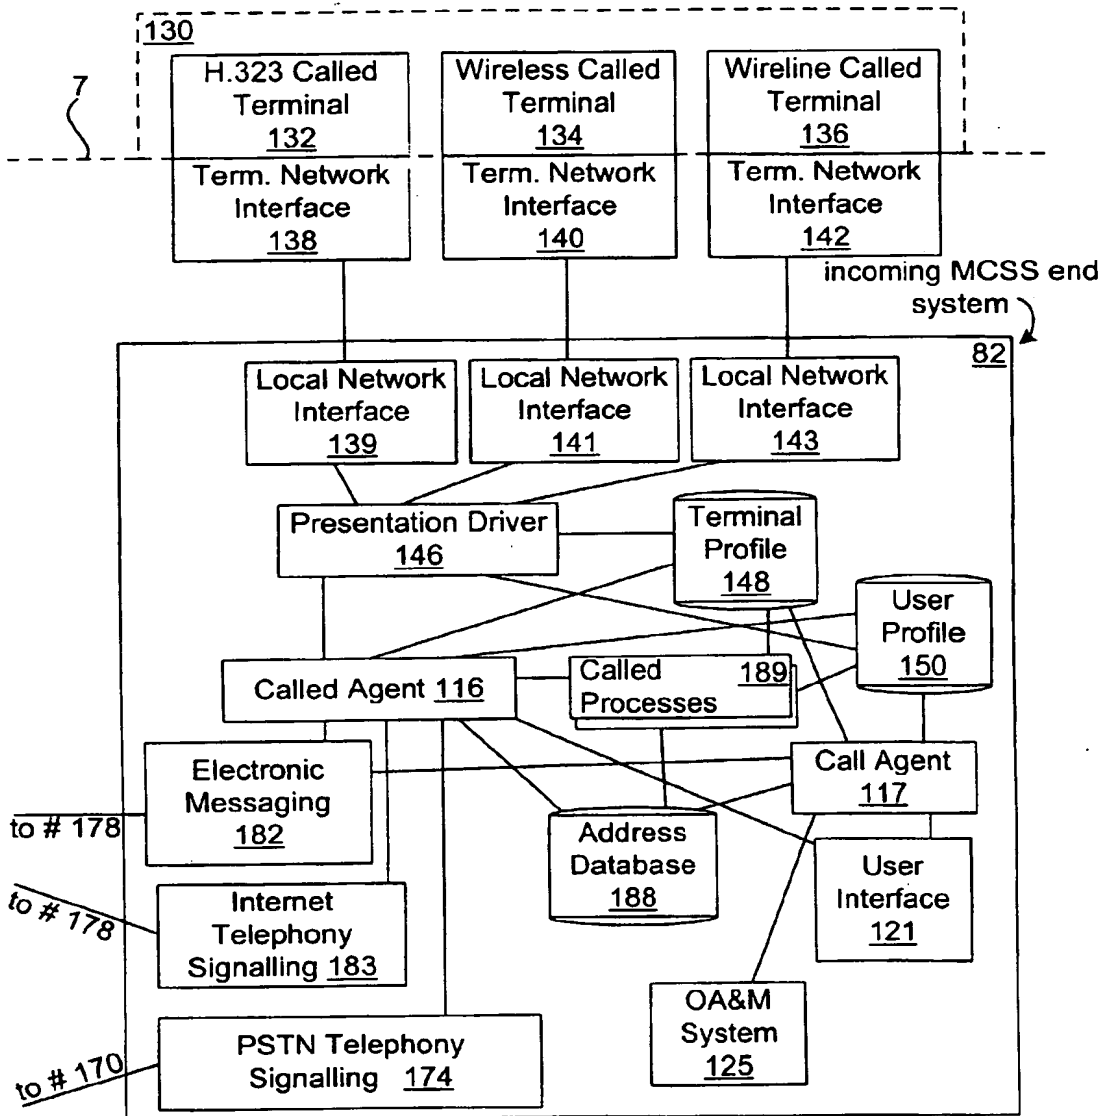 130
H.323 Called
Terminal
132
Wireless Called
Terminal
134
Wireline Called
Terminal
136
7
Term. Network
Interface
138
Term. Network
Interface
140
Term. Network
Interface
142
incoming MCSS end
system
82
Local Network
Interface
139
Local Network
Interface
141
Local Network
Interface
143
Presentation Driver
146
Terminal
Profile
148
User
Profile
150
Called Agent 116
Called
Processes
189
Electronic
Messaging
182
to # 178
Call Agent
117
Address
Database
188
User
Interface
121
Internet
Telephony
Signalling 183
to # 178
OA&M
System
125
PSTN Telephony
Signalling 174
to # 170